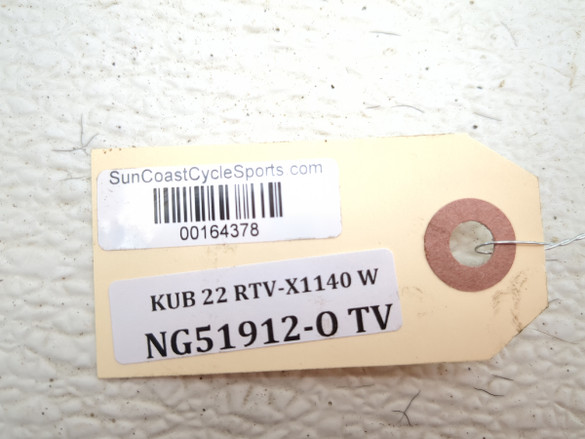 SunCoastCycleSports.com
00164378
KUB 22 RTV-X1140 W
NG51912-O TV